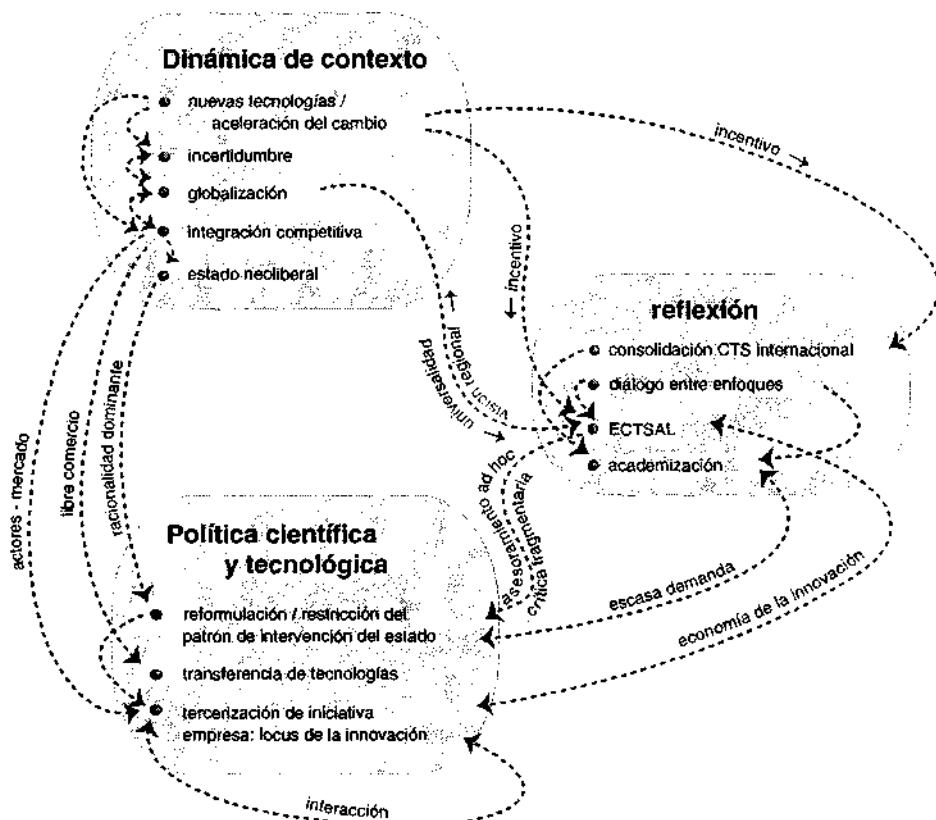 Dinámica de contexto
nuevas tecnologías /
aceleración del cambio
incertidumbre
globalización
integración competitiva
estado neoliberal
incentivo →
← incentivo
reflexión
consolidación CTS internacional
diálogo entre enfoques
ECTSAL
academización
universalidad →
← visión regional
racionalidad dominante
libre comercio
actores - mercado
asesoramiento ad hoc
crítica fragmentaria
Política científica
y tecnológica
reformulación / restricción del
patrón de intervención del estado
transferencia de tecnologías
tercerización de iniciativa
empresa: locus de la innovación
escasa demanda
economía de la innovación
interacción